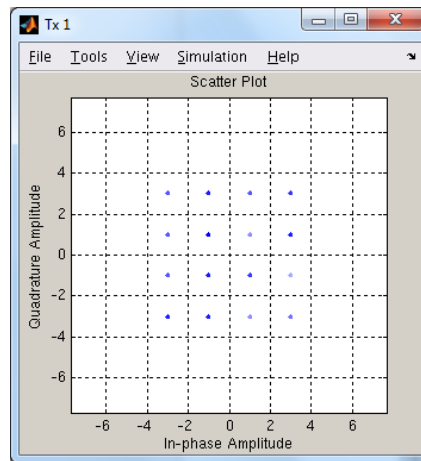 Tx 1
File Tools View Simulation Help
Scatter Plot
6
4
2
0
-2
-4
-6
Quadrature Amplitude
-6 -4 -2 0 2 4 6
In-phase Amplitude